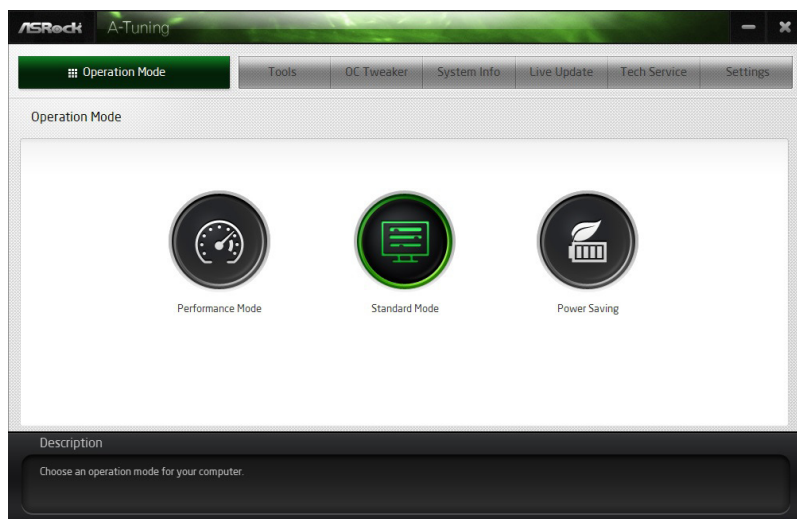 ASRock A-Tuning
Operation Mode Tools OC Tweaker System Info Live Update Tech Service Settings
Operation Mode
Performance Mode Standard Mode Power Saving
Description
Choose an operation mode for your computer.